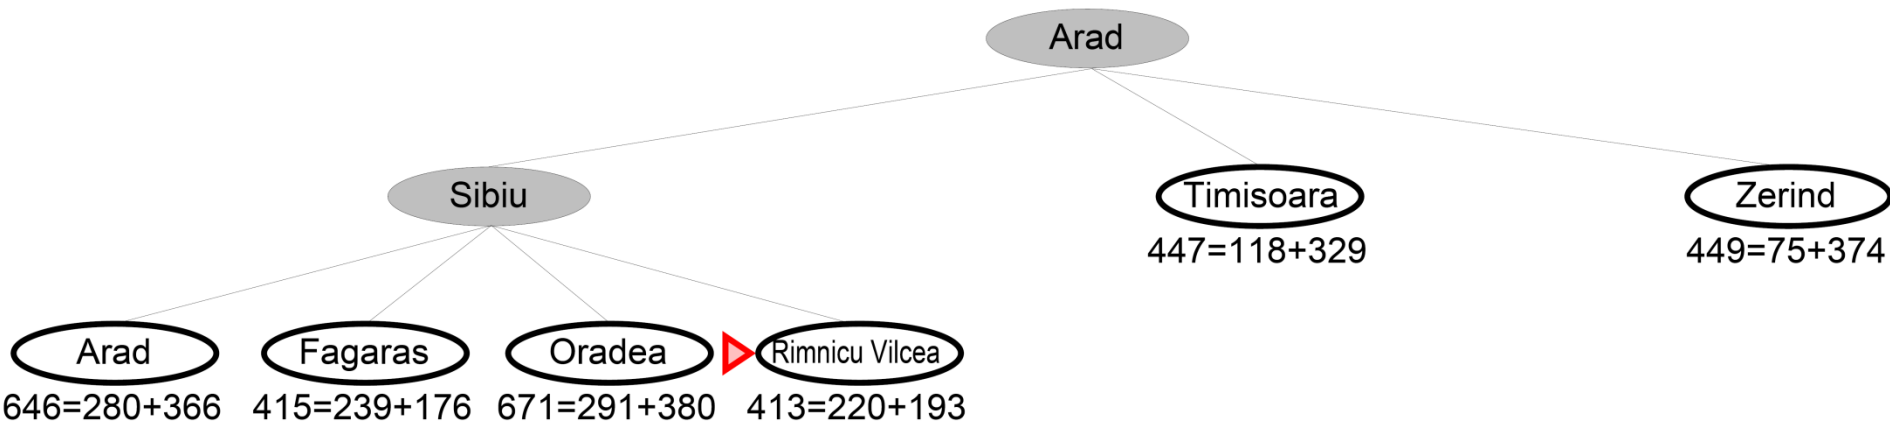 Arad
Sibiu
Timisoara
Zerind
447=118+329
449=75+374
Arad
Fagaras
Oradea
Rimnicu Vilcea
646=280+366
415=239+176
671=291+380
413=220+193